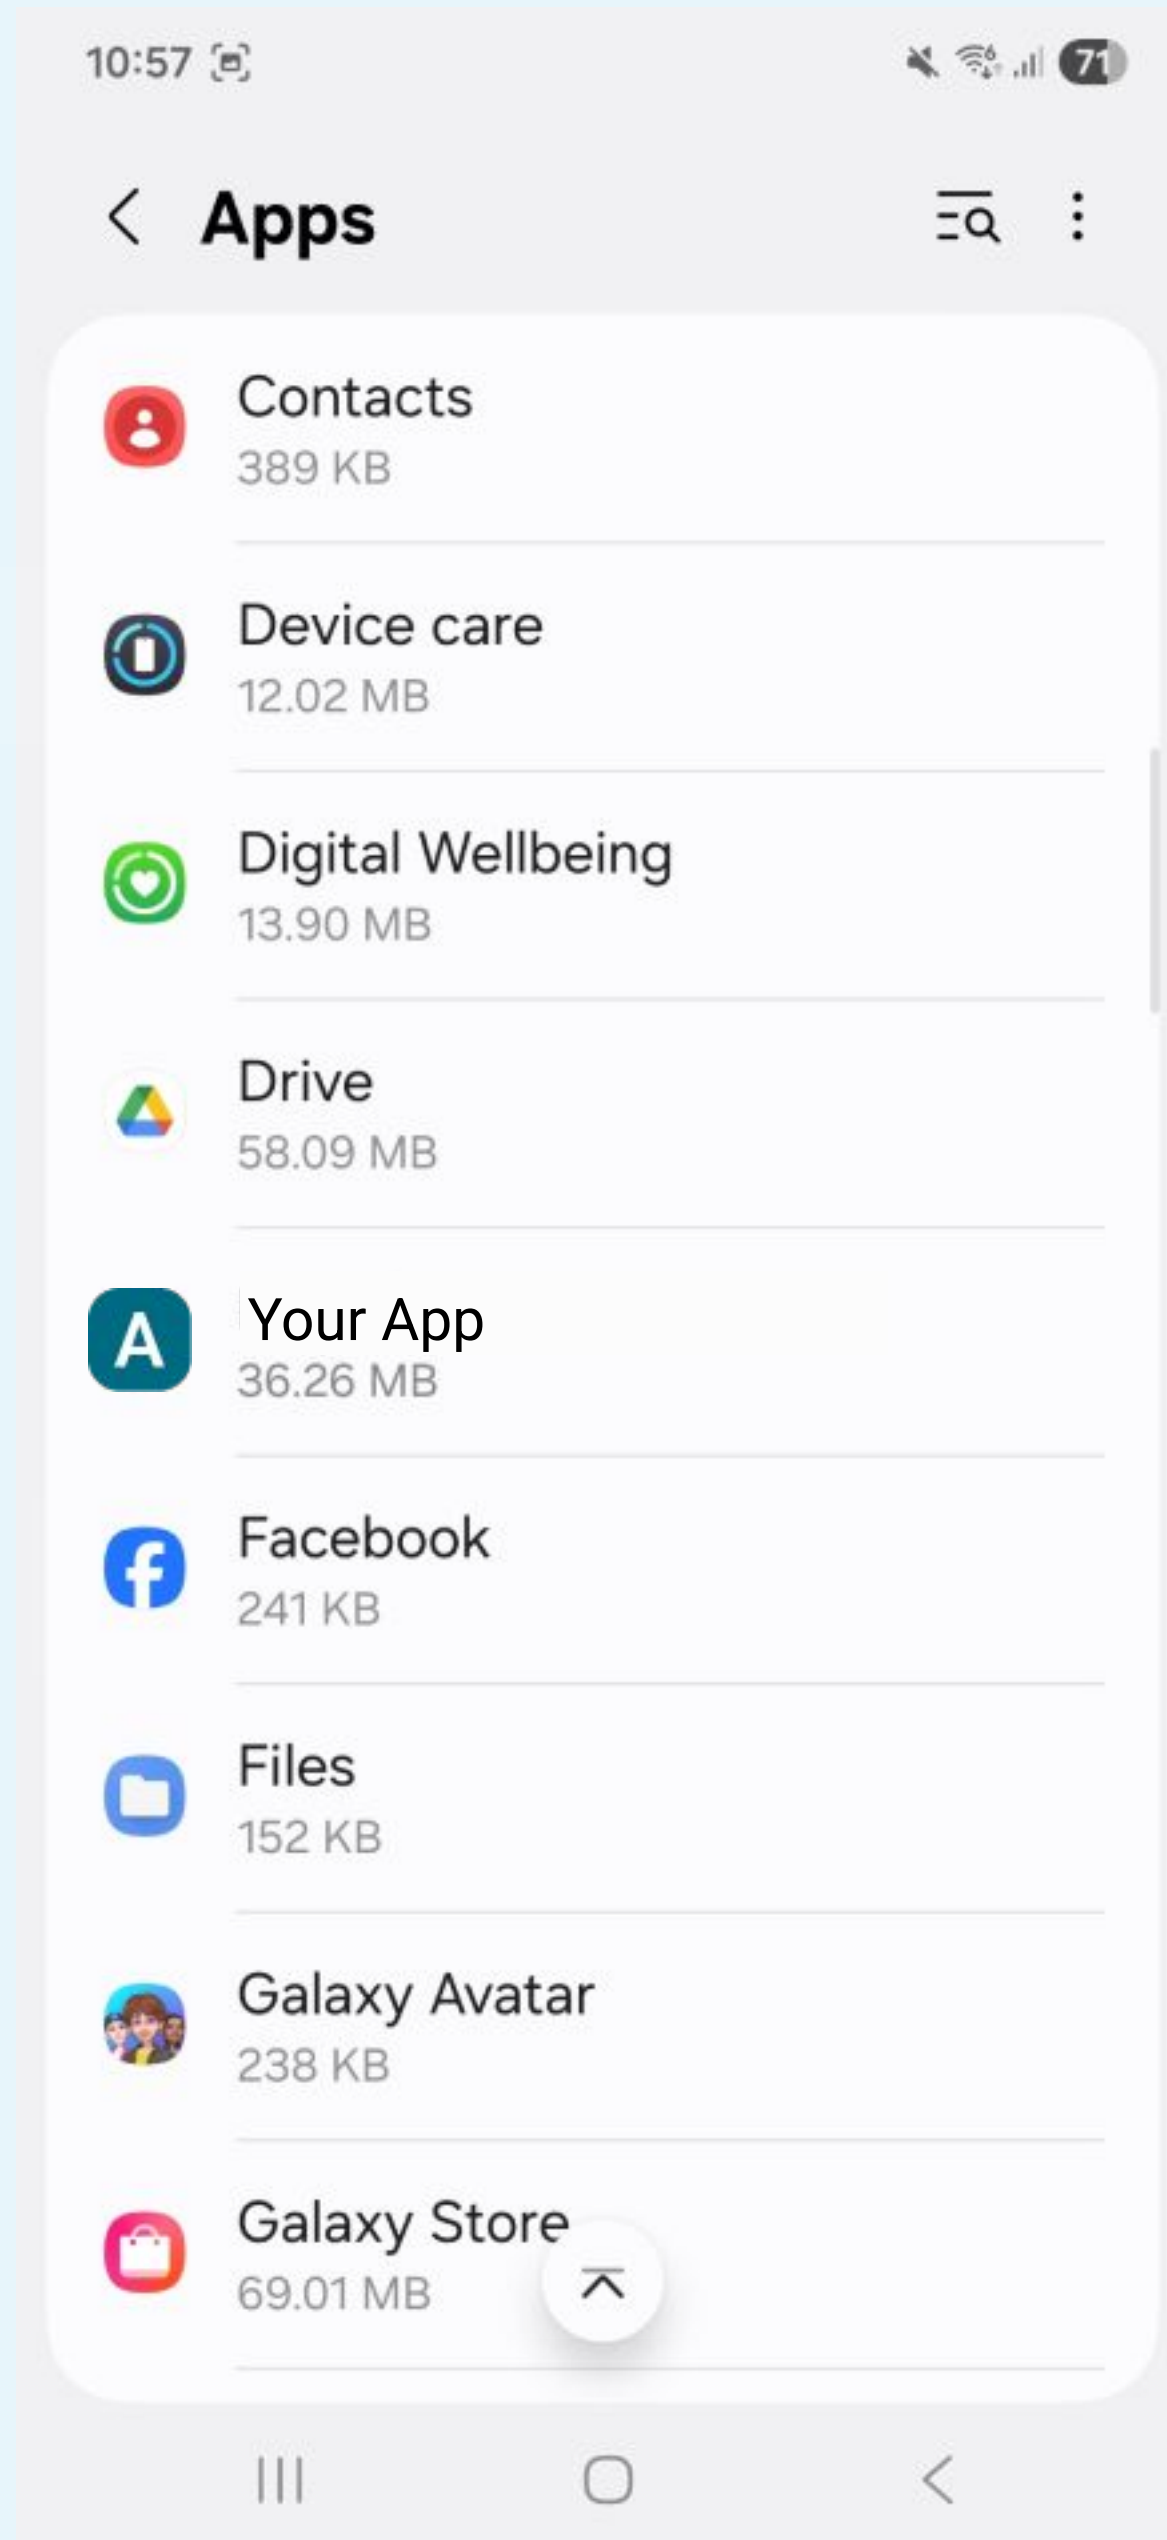 10:57
71
Apps
Contacts
389 KB
Device care
12.02 MB
Digital Wellbeing
13.90 MB
Drive
58.09 MB
A
Your App
36.26 MB
Facebook
241 KB
Files
152 KB
Galaxy Avatar
238 KB
Galaxy Store
69.01 MB